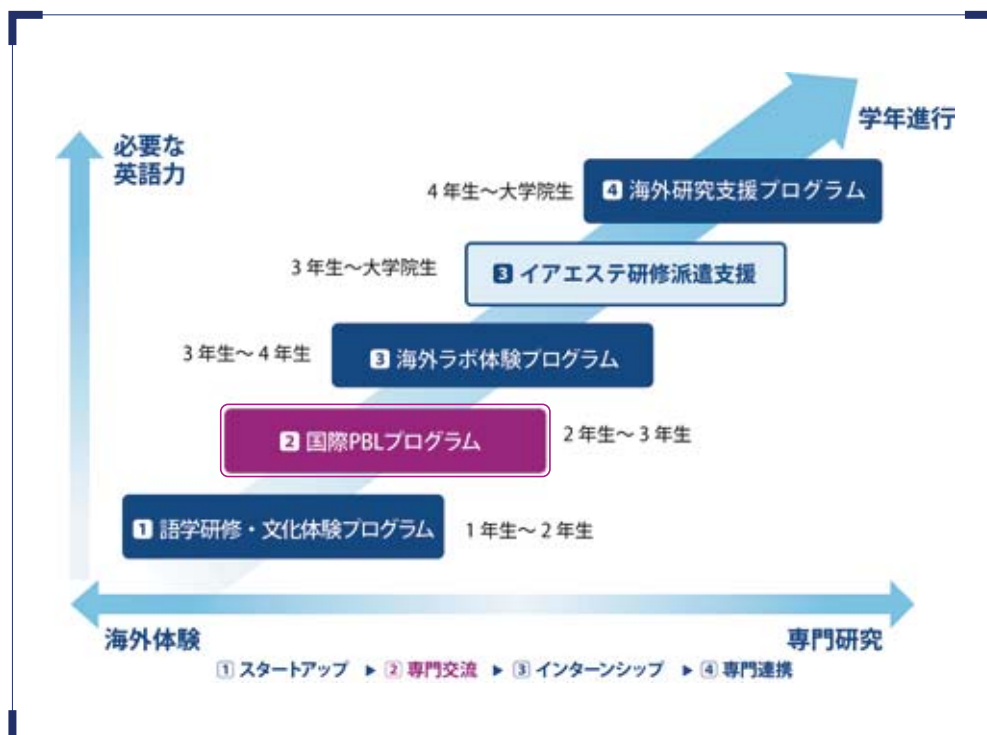 学年進行
必要な
英語力
4年生～大学院生
4 海外研究支援プログラム
3年生～大学院生
3 イアエステ研修派遣支援
3年生～4年生
3 海外ラボ体験プログラム
2 国際PBLプログラム
2年生～3年生
1 語学研修・文化体験プログラム
1年生～2年生
海外体験
専門研究
1 スタートアップ ▶ 2 専門交流 ▶ 3 インターンシップ ▶ 4 専門連携